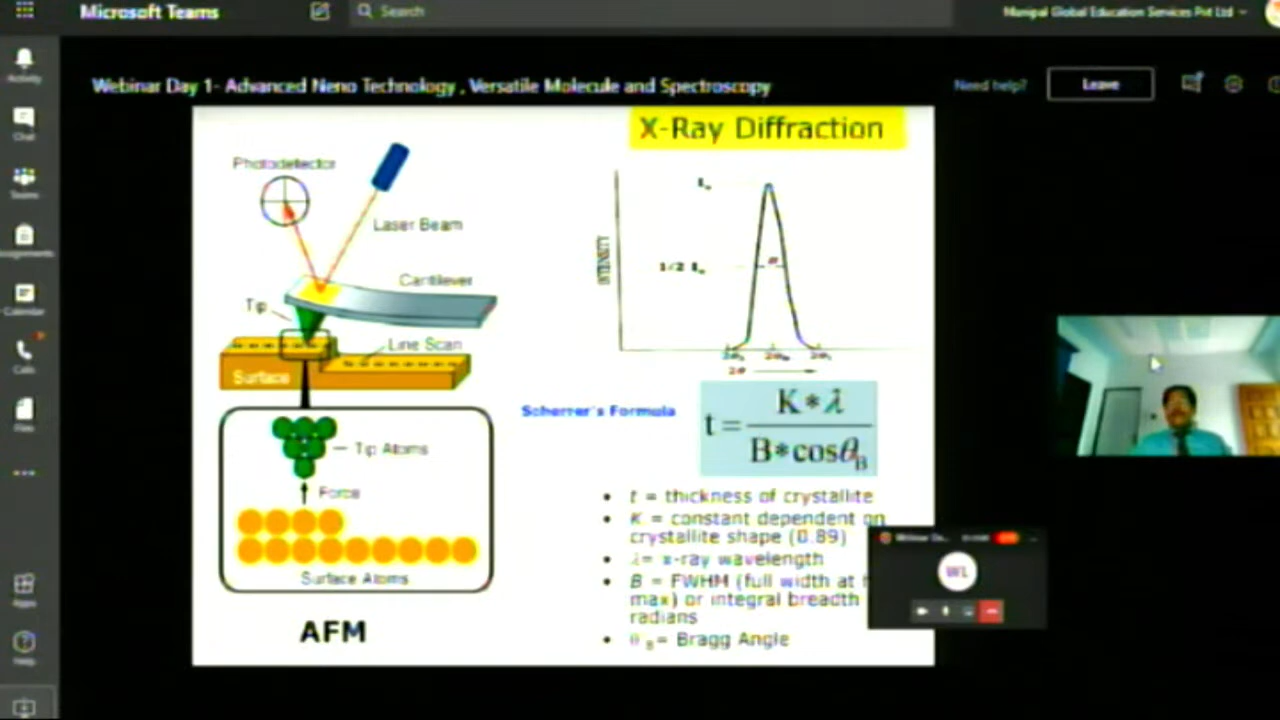 Microsoft Teams
Search
Manipal Global Education Services Pvt Ltd
Activity
Chat
Teams
Assignments
Calendar
Calls
Files
Apps
Help
Webinar Day 1- Advanced Neno Technology , Versatile Molecule and Spectroscopy
Need help?
Leave
Photodetector
Laser Beam
Cantilever
Tip
Line Scan
Surface
Tip Atoms
Force
Surface Atoms
AFM
X-Ray Diffraction
INTENSITY
1/2
2θ
Scherrer's Formula
t = K*λ / B*cosθB
• t = thickness of crystallite
• K = constant dependent on
crystallite shape (0.89)
• λ= x-ray wavelength
• B = FWHM (full width at
max) or integral breadth
radians
• θB= Bragg Angle
WL